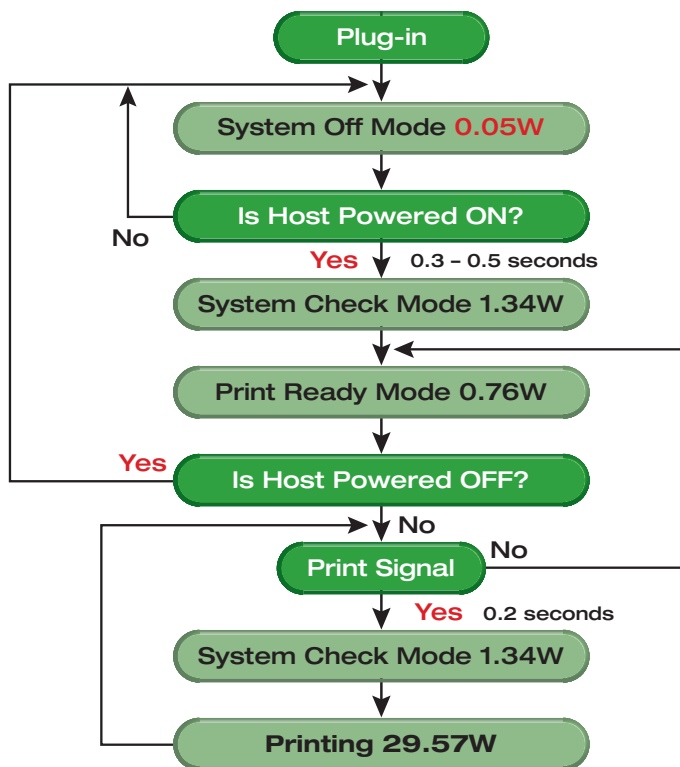 Plug-in
System Off Mode 0.05W
Is Host Powered ON?
No
Yes 0.3 – 0.5 seconds
System Check Mode 1.34W
Print Ready Mode 0.76W
Yes
Is Host Powered OFF?
No
Print Signal
No
Yes 0.2 seconds
System Check Mode 1.34W
Printing 29.57W